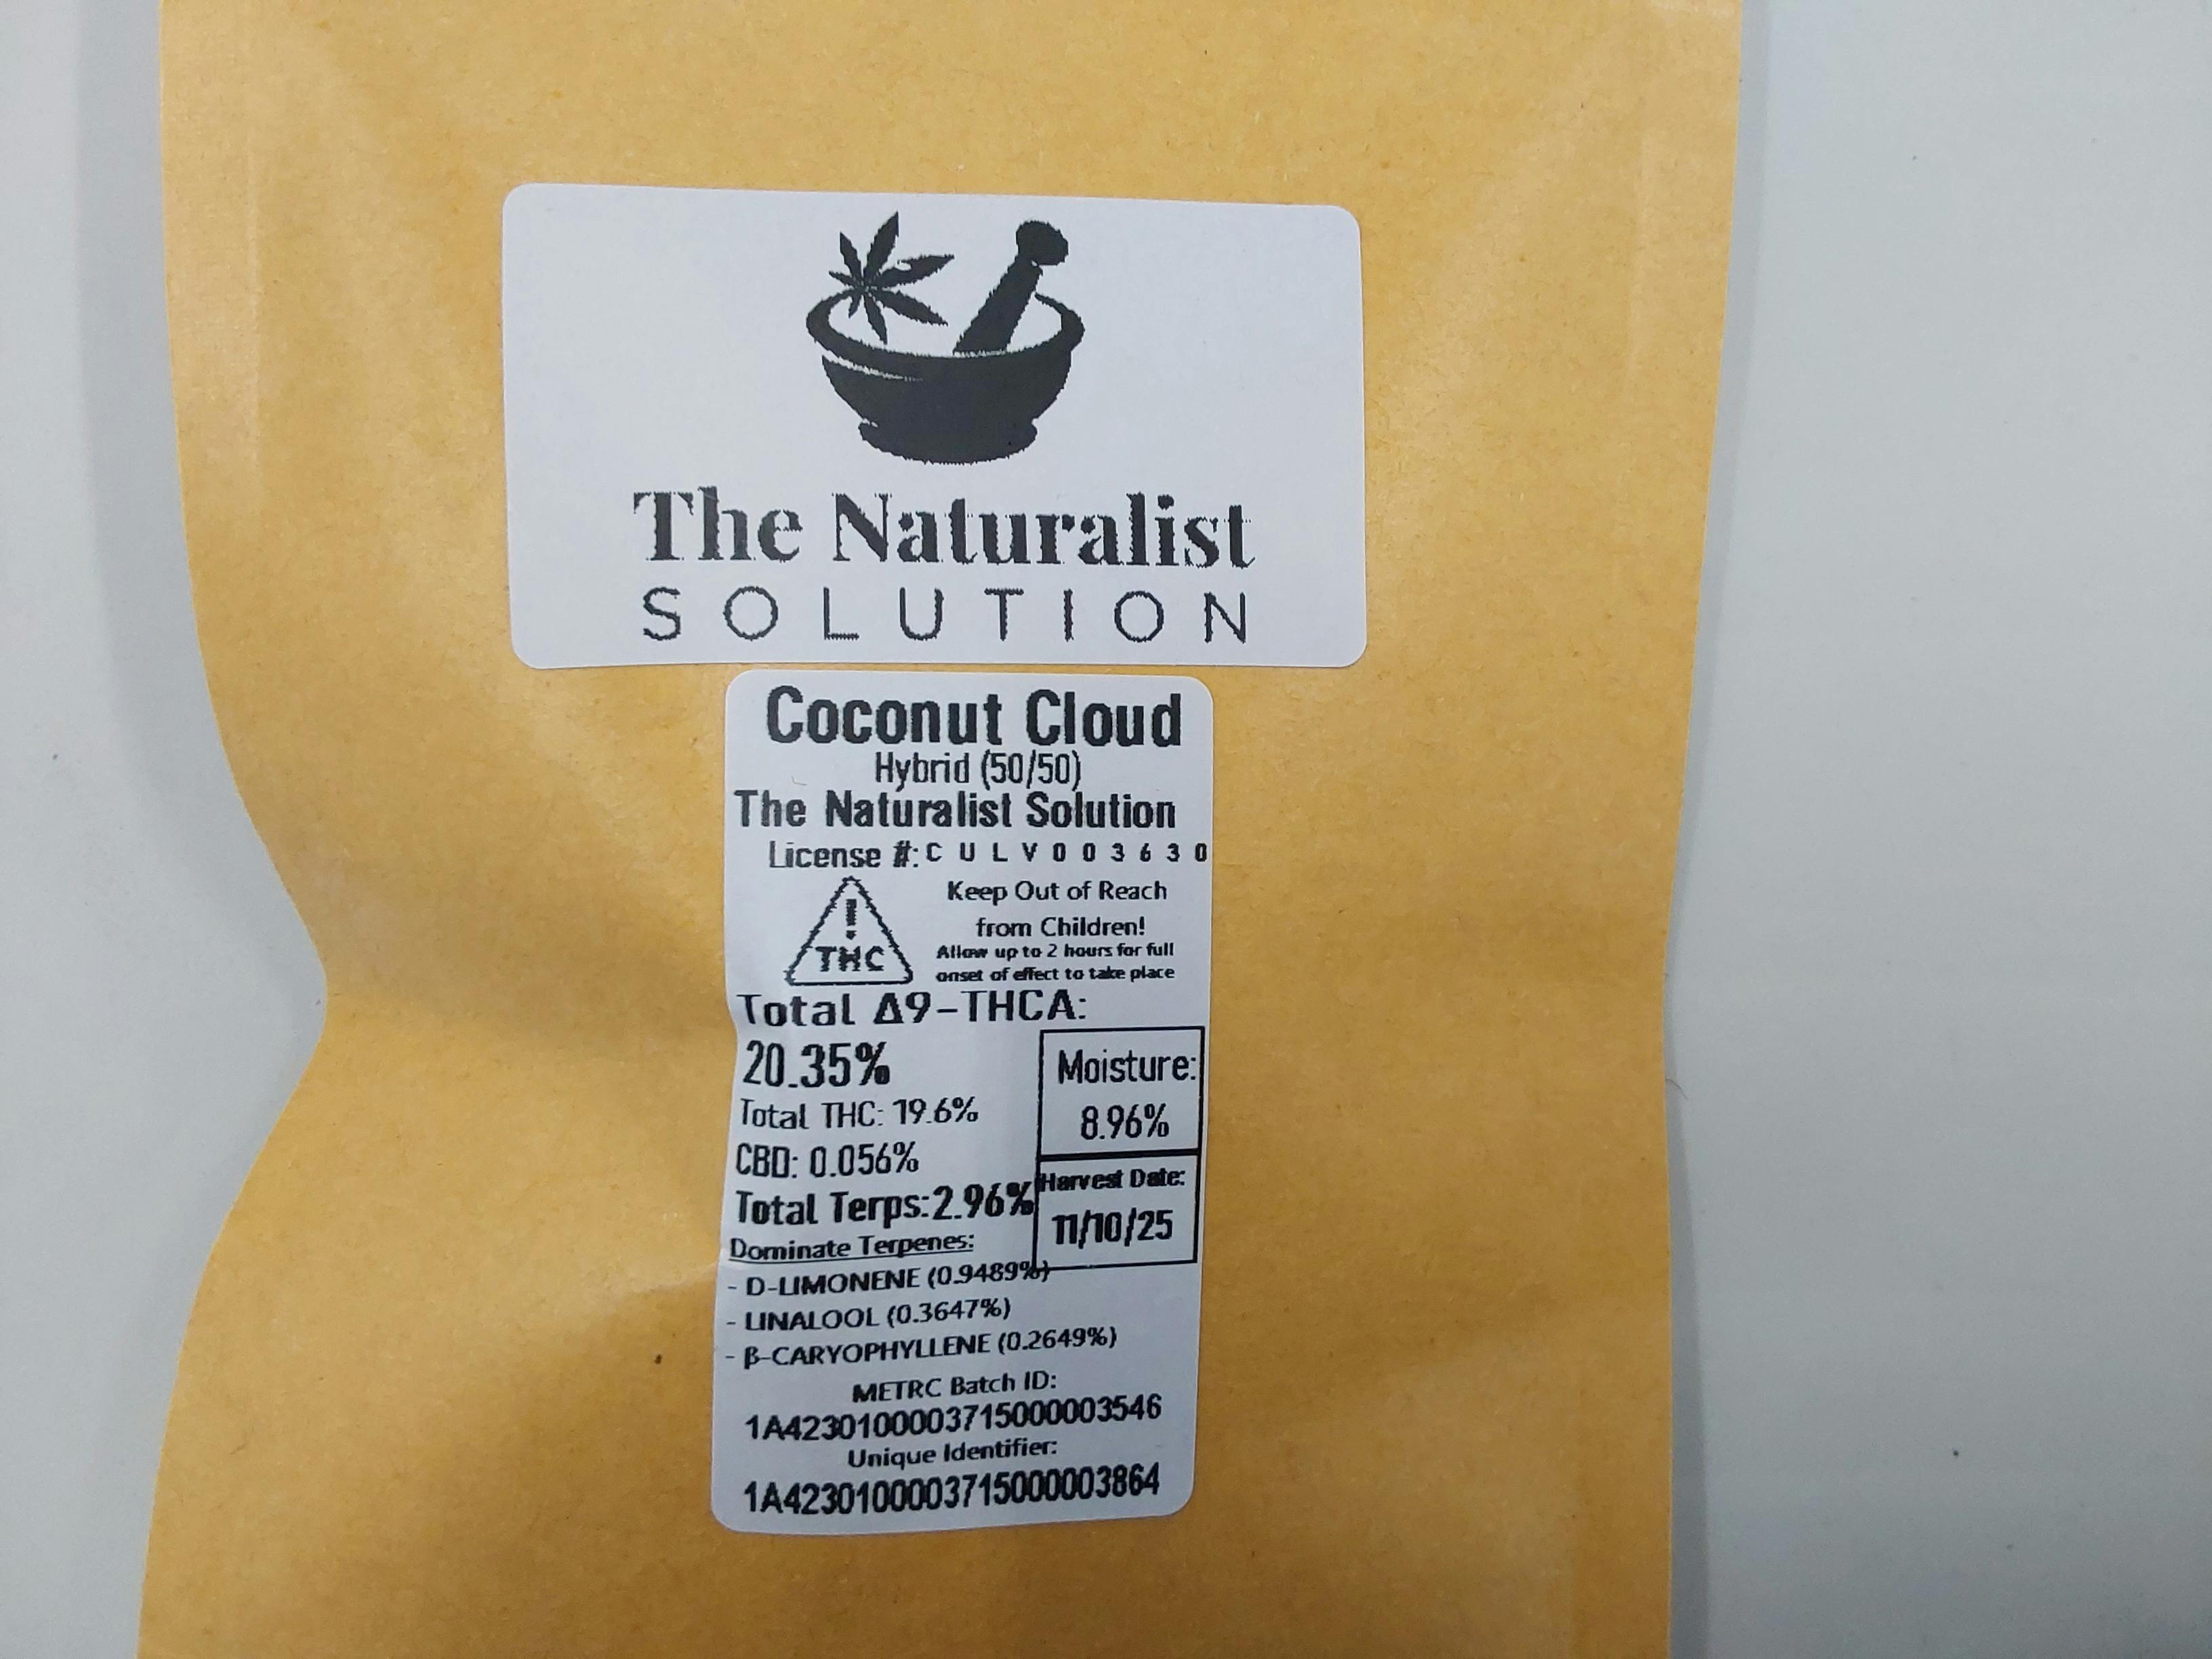 The Naturalist
SOLUTION
Coconut Cloud
Hybrid (50/50)
The Naturalist Solution
License #: CULV003630
! THC
Keep Out of Reach
from Children!
Allow up to 2 hours for full
onset of effect to take place
Total Δ9-THCA:
20.35%
Total THC: 19.6%
CBD: 0.056%
Total Terps: 2.96%
Moisture:
8.96%
Harvest Date:
11/10/25
Dominate Terpenes:
- D-LIMONENE (0.9489%)
- LINALOOL (0.3647%)
- β-CARYOPHYLLENE (0.2649%)
METRC Batch ID:
1A4230100003715000003546
Unique Identifier:
1A4230100003715000003864